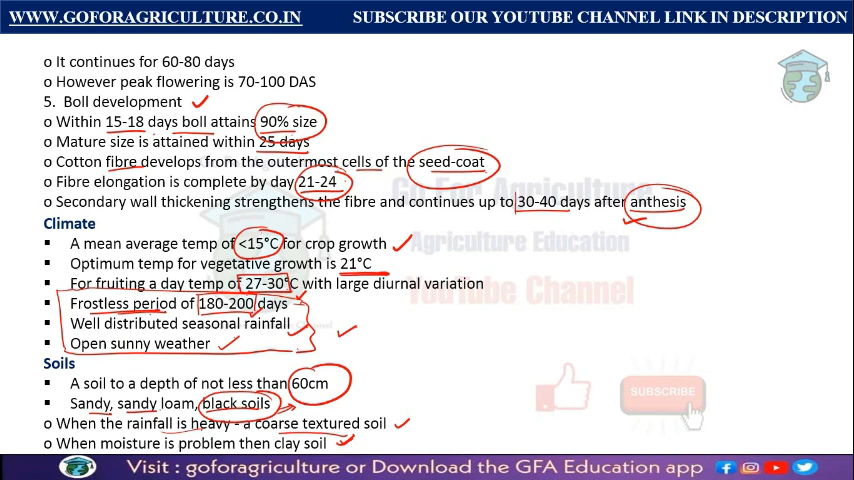 WWW.GOFORAGRICULTURE.CO.IN SUBSCRIBE OUR YOUTUBE CHANNEL LINK IN DESCRIPTION
o It continues for 60-80 days
o However peak flowering is 70-100 DAS
5. Boll development
o Within 15-18 days boll attains 90% size
o Mature size is attained within 25 days
o Cotton fibre develops from the outermost cells of the seed-coat
o Fibre elongation is complete by day 21-24
o Secondary wall thickening strengthens the fibre and continues up to 30-40 days after anthesis
Climate
▪ A mean average temp of <15°C for crop growth
▪ Optimum temp for vegetative growth is 21°C
▪ For fruiting a day temp of 27-30°C with large diurnal variation
▪ Frostless period of 180-200 days
▪ Well distributed seasonal rainfall
▪ Open sunny weather
Soils
▪ A soil to a depth of not less than 60cm
▪ Sandy, sandy loam, black soils
o When the rainfall is heavy - a coarse textured soil
o When moisture is problem then clay soil
Go For Agriculture
Agriculture Education
YouTube Channel
SUBSCRIBE
Visit : goforagriculture or Download the GFA Education app